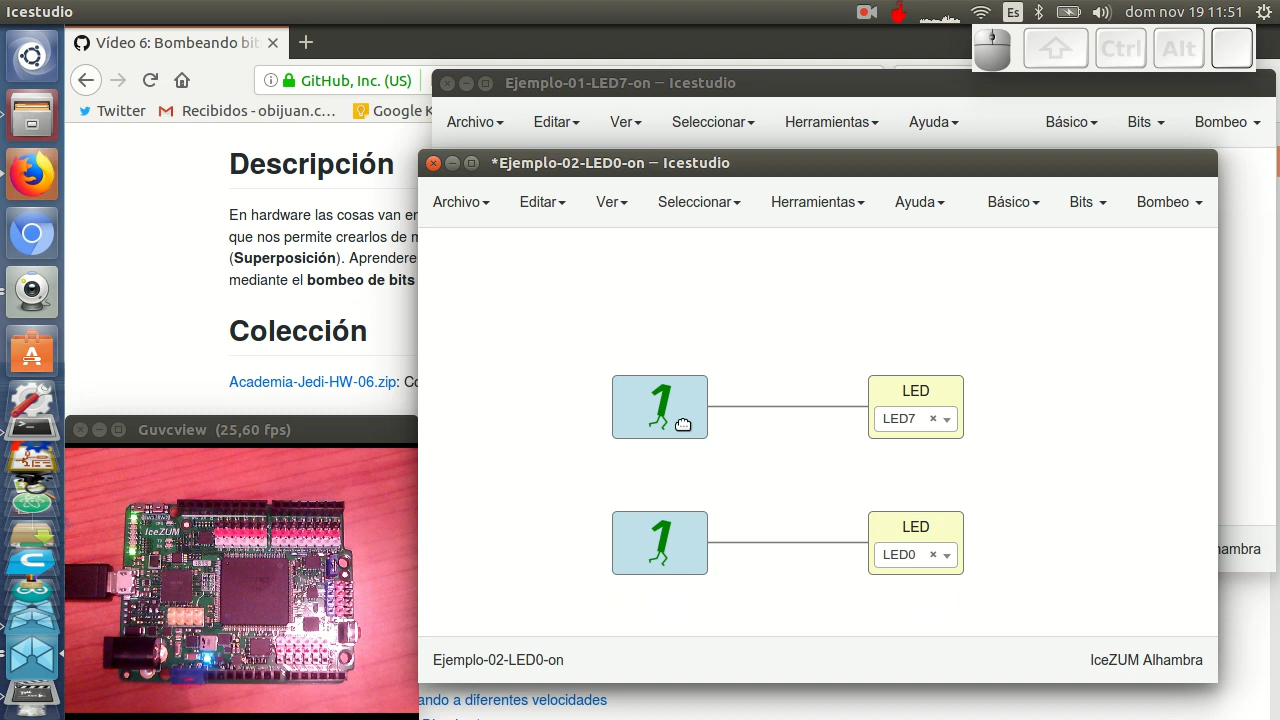 Icestudio
Es
dom nov 19 11:51
Vídeo 6: Bombeando bit
Ctrl
Alt
GitHub, Inc. (US)
Ejemplo-01-LED7-on — Icestudio
Twitter
Recibidos - obijuan.c...
Google K
Archivo
Editar
Ver
Seleccionar
Herramientas
Ayuda
Básico
Bits
Bombeo
Descripción
En hardware las cosas van en
que nos permite crearlos de m
(Superposición). Aprendere
mediante el bombeo de bits
Colección
Academia-Jedi-HW-06.zip: Co
*Ejemplo-02-LED0-on — Icestudio
Archivo
Editar
Ver
Seleccionar
Herramientas
Ayuda
Básico
Bits
Bombeo
1
LED
LED7
1
LED
LED0
Ejemplo-02-LED0-on
IceZUM Alhambra
hambra
Guvcview (25,60 fps)
IceZUM
ando a diferentes velocidades